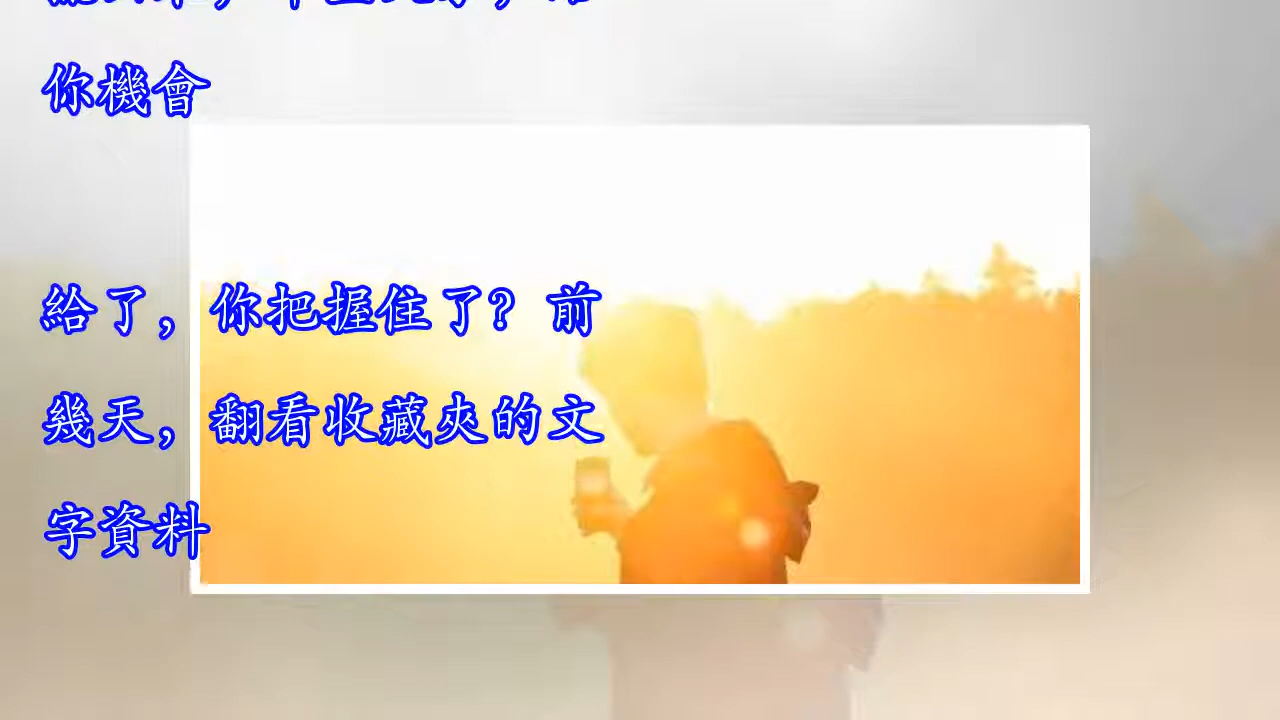 你機會
給了，你把握住了？前
幾天，翻看收藏夾的文
字資料